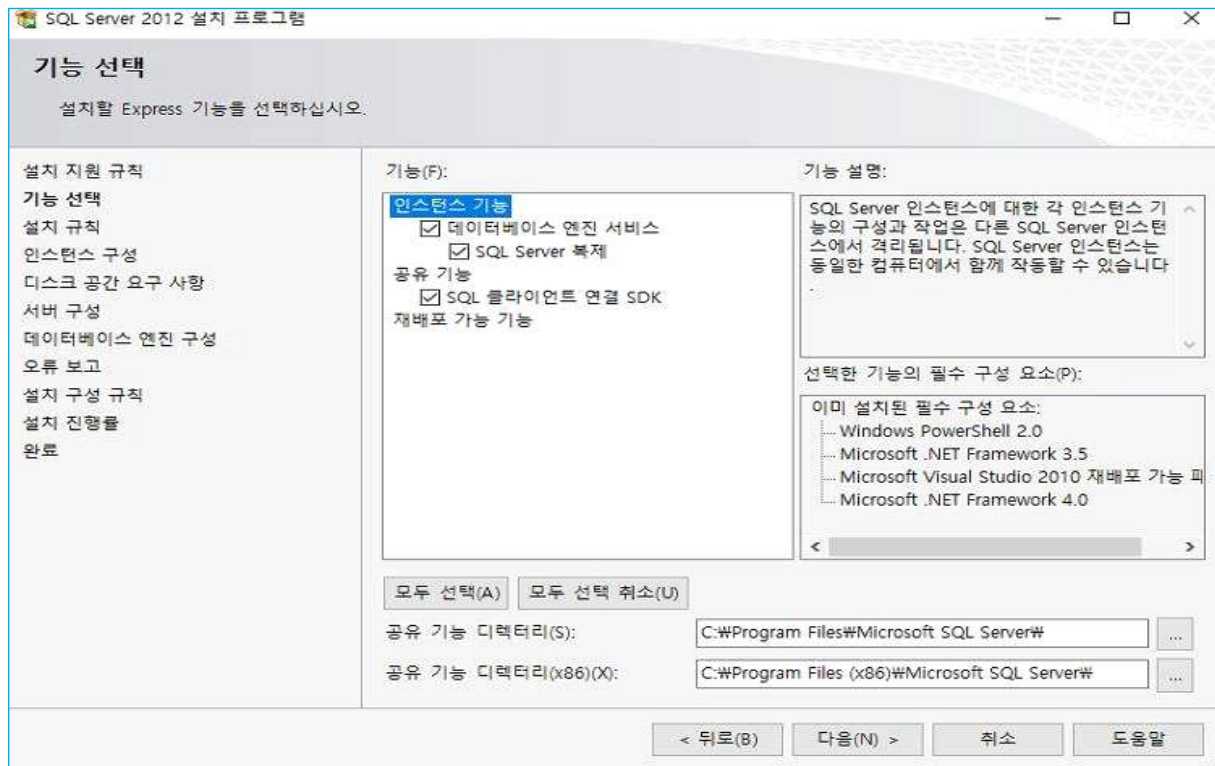 SQL Server 2012 설치 프로그램
기능 선택
설치할 Express 기능을 선택하십시오.
설치 지원 규칙
기능 선택
설치 규칙
인스턴스 구성
디스크 공간 요구 사항
서버 구성
데이터베이스 엔진 구성
오류 보고
설치 구성 규칙
설치 진행률
완료
기능(F):
인스턴스 기능
데이터베이스 엔진 서비스
SQL Server 복제
공유 기능
SQL 클라이언트 연결 SDK
재배포 가능 기능
기능 설명:
SQL Server 인스턴스에 대한 각 인스턴스 기
능의 구성과 작업은 다른 SQL Server 인스턴
스에서 격리됩니다. SQL Server 인스턴스는
동일한 컴퓨터에서 함께 작동할 수 있습니다
.
선택한 기능의 필수 구성 요소(P):
이미 설치된 필수 구성 요소:
Windows PowerShell 2.0
Microsoft .NET Framework 3.5
Microsoft Visual Studio 2010 재배포 가능 파
Microsoft .NET Framework 4.0
모두 선택(A)
모두 선택 취소(U)
공유 기능 디렉터리(S):
C:₩Program Files₩Microsoft SQL Server₩
...
공유 기능 디렉터리(x86)(X):
C:₩Program Files (x86)₩Microsoft SQL Server₩
...
< 뒤로(B)
다음(N) >
취소
도움말